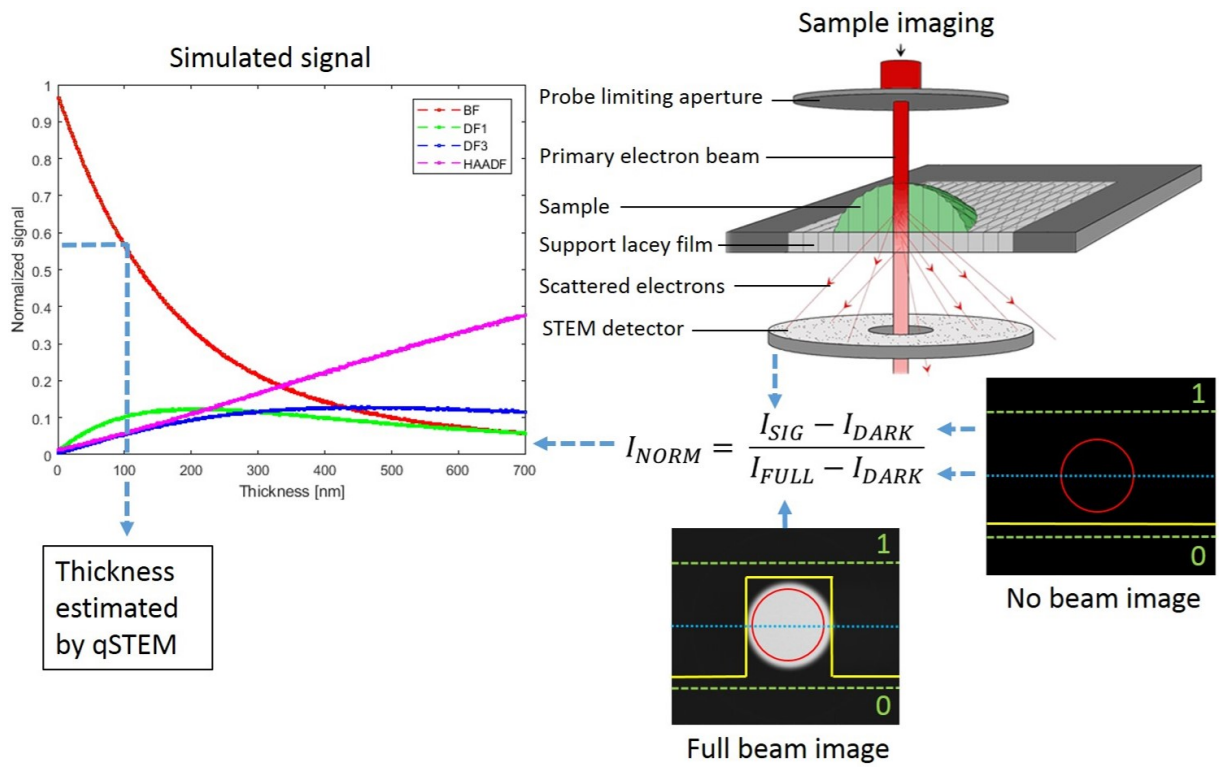 Sample imaging
Simulated signal
Probe limiting aperture
Primary electron beam
Sample
Support lacey film
Scattered electrons
STEM detector
Normalized signal
1
0.9
0.8
0.7
0.6
0.5
0.4
0.3
0.2
0.1
0
BF
DF1
DF3
HAADF
0 100 200 300 400 500 600 700
Thickness [nm]
I_NORM = (I_SIG − I_DARK) / (I_FULL − I_DARK)
1
0
No beam image
1
0
Full beam image
Thickness
estimated
by qSTEM